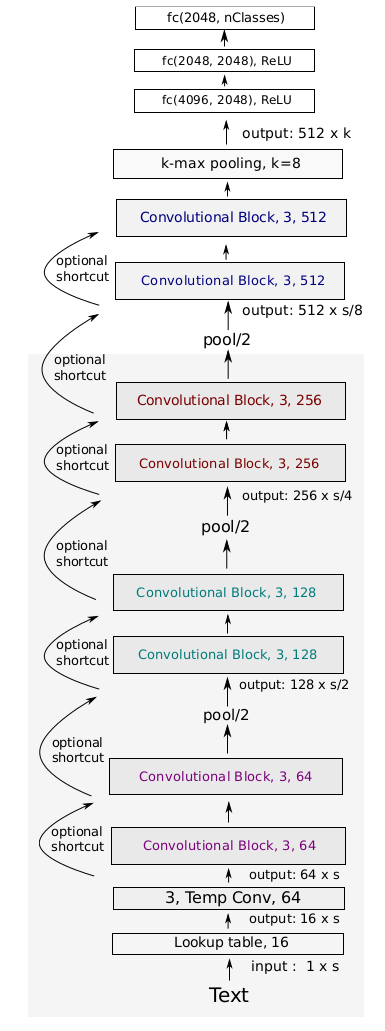 fc(2048, nClasses)
fc(2048, 2048), ReLU
fc(4096, 2048), ReLU
output: 512 x k
k-max pooling, k=8
Convolutional Block, 3, 512
optional
shortcut
Convolutional Block, 3, 512
output: 512 x s/8
pool/2
optional
shortcut
Convolutional Block, 3, 256
optional
shortcut
Convolutional Block, 3, 256
output: 256 x s/4
pool/2
optional
shortcut
Convolutional Block, 3, 128
optional
shortcut
Convolutional Block, 3, 128
output: 128 x s/2
pool/2
optional
shortcut
Convolutional Block, 3, 64
optional
shortcut
Convolutional Block, 3, 64
output: 64 x s
3, Temp Conv, 64
output: 16 x s
Lookup table, 16
input : 1 x s
Text